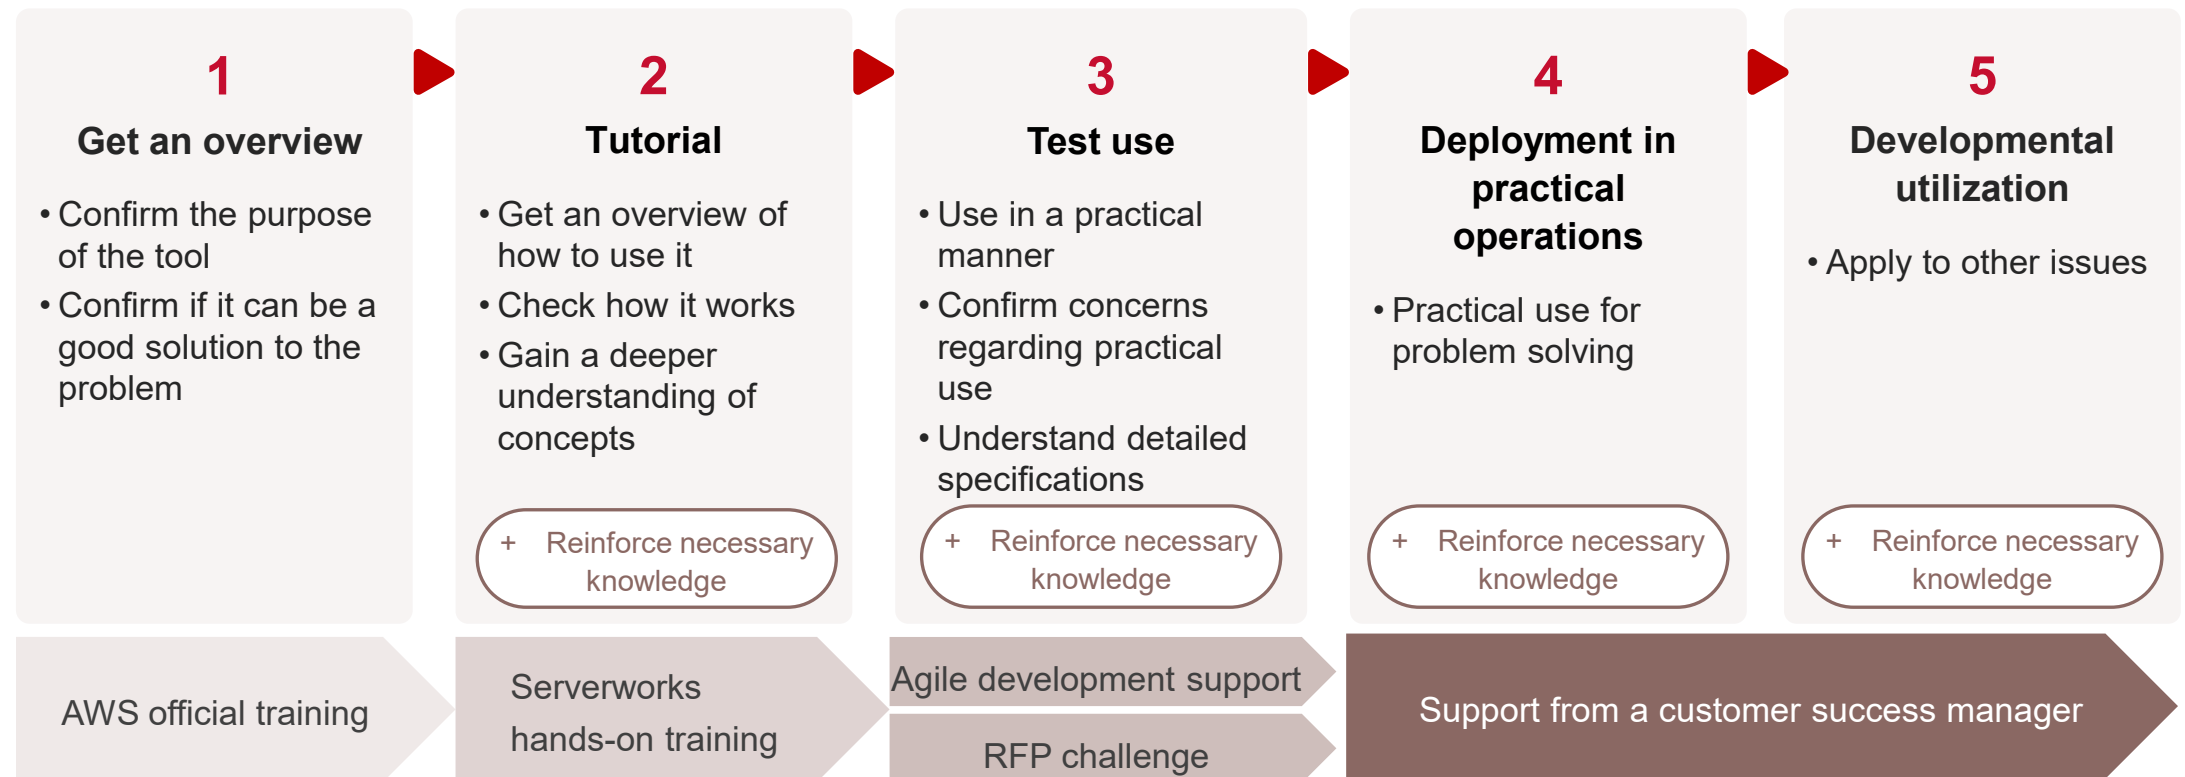 1
Get an overview
• Confirm the purpose
of the tool
• Confirm if it can be a
good solution to the
problem
2
Tutorial
• Get an overview of
how to use it
• Check how it works
• Gain a deeper
understanding of
concepts
+ Reinforce necessary
knowledge
3
Test use
• Use in a practical
manner
• Confirm concerns
regarding practical
use
• Understand detailed
specifications
+ Reinforce necessary
knowledge
4
Deployment in
practical
operations
• Practical use for
problem solving
+ Reinforce necessary
knowledge
5
Developmental
utilization
• Apply to other issues
+ Reinforce necessary
knowledge
AWS official training
Serverworks
hands-on training
Agile development support
RFP challenge
Support from a customer success manager